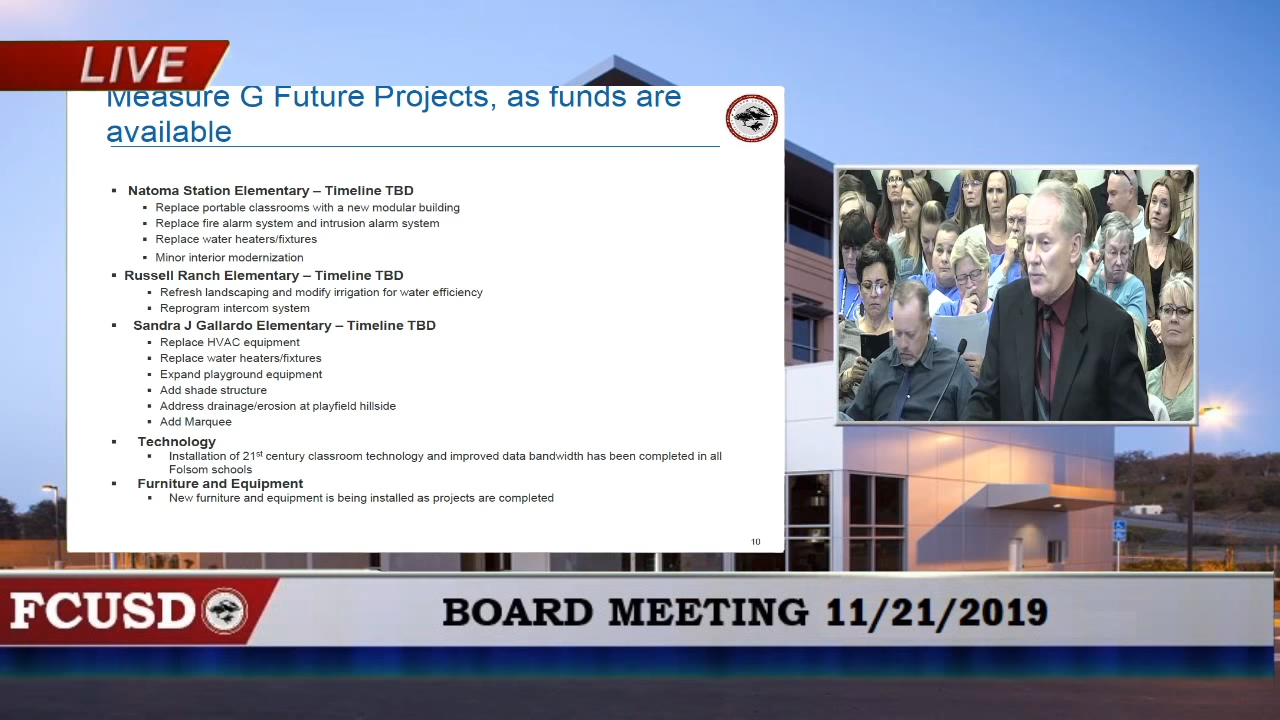 LIVE
Measure G Future Projects, as funds are
available
Natoma Station Elementary – Timeline TBD
Replace portable classrooms with a new modular building
Replace fire alarm system and intrusion alarm system
Replace water heaters/fixtures
Minor interior modernization
Russell Ranch Elementary – Timeline TBD
Refresh landscaping and modify irrigation for water efficiency
Reprogram intercom system
Sandra J Gallardo Elementary – Timeline TBD
Replace HVAC equipment
Replace water heaters/fixtures
Expand playground equipment
Add shade structure
Address drainage/erosion at playfield hillside
Add Marquee
Technology
Installation of 21st century classroom technology and improved data bandwidth has been completed in all
Folsom schools
Furniture and Equipment
New furniture and equipment is being installed as projects are completed
10
FCUSD
BOARD MEETING 11/21/2019